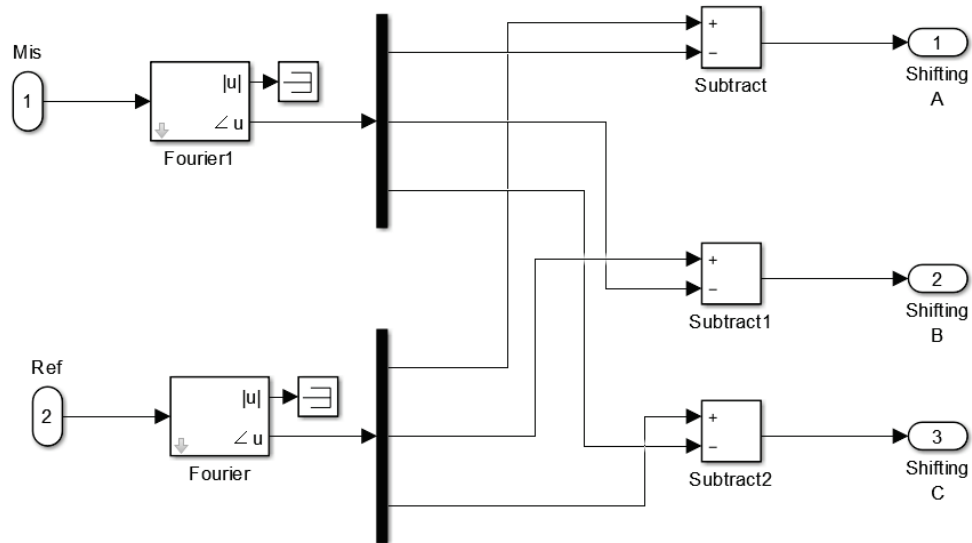 Mis
1
|u|
∠ u
Fourier1
+
−
Subtract
1
Shifting
A
+
−
Subtract1
2
Shifting
B
Ref
2
|u|
∠ u
Fourier
+
−
Subtract2
3
Shifting
C